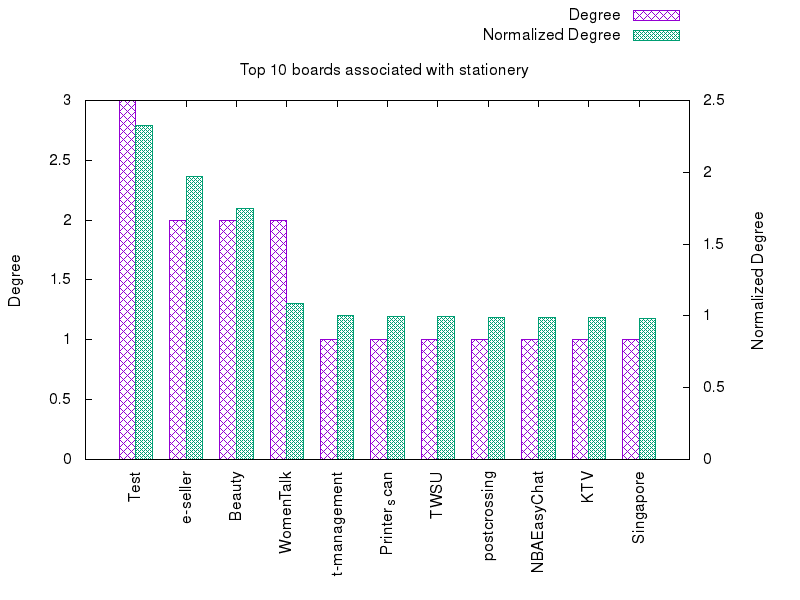 Degree
Normalized Degree
Top 10 boards associated with stationery
3
2.5
2
1.5
1
0.5
0
2.5
2
1.5
1
0.5
0
Degree
Normalized Degree
Test
e-seller
Beauty
WomenTalk
t-management
Printerscan
TWSU
postcrossing
NBAEasyChat
KTV
Singapore